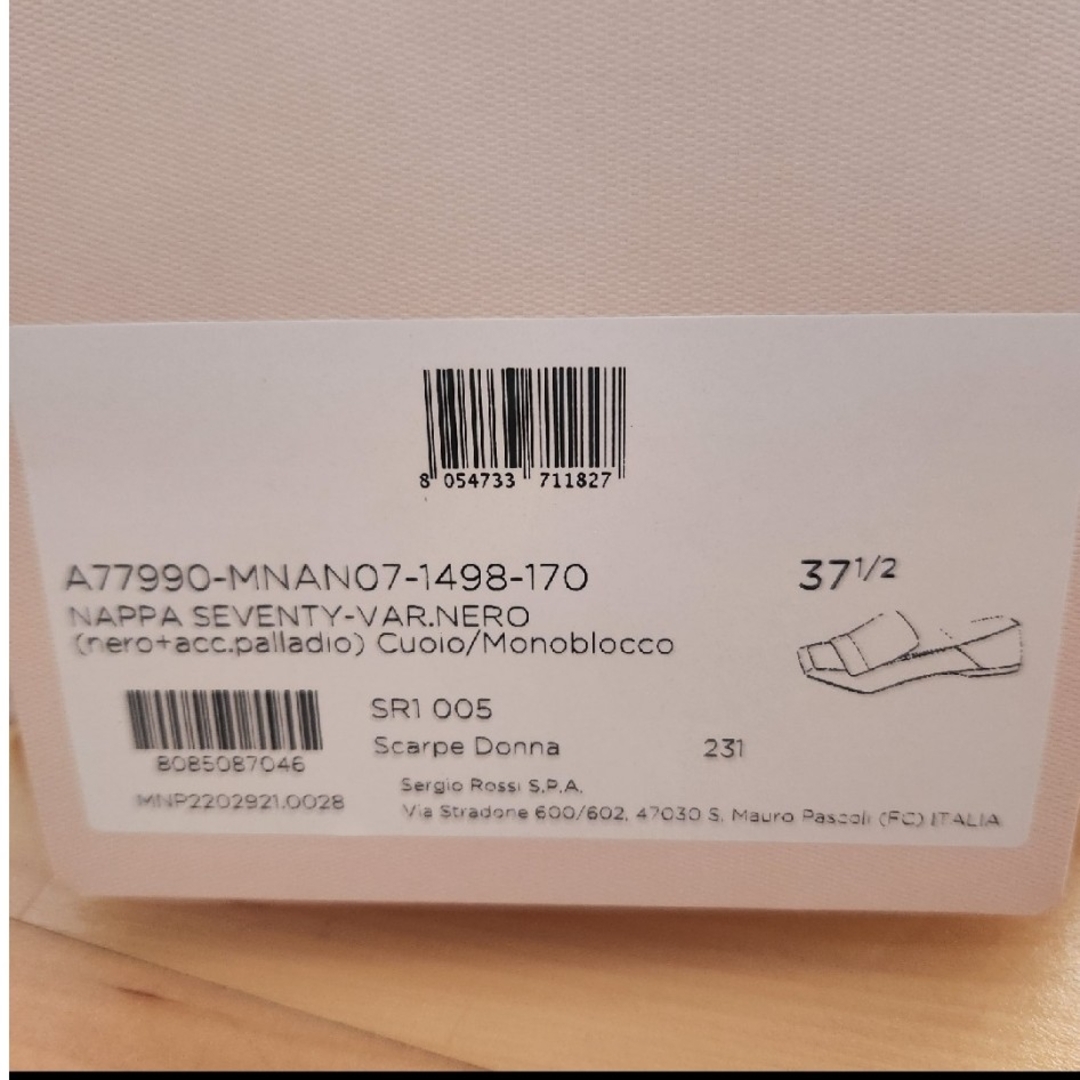 8 054733 711827
A77990-MNAN07-1498-170
37 1/2
NAPPA SEVENTY-VAR.NERO
(nero+acc.palladio) Cuoio/Monoblocco
SR1 005
Scarpe Donna
231
8085087046
MNP2202921.0028
Sergio Rossi S.P.A.
Via Stradone 600/602, 47030 S. Mauro Pascoli (FC) ITALIA